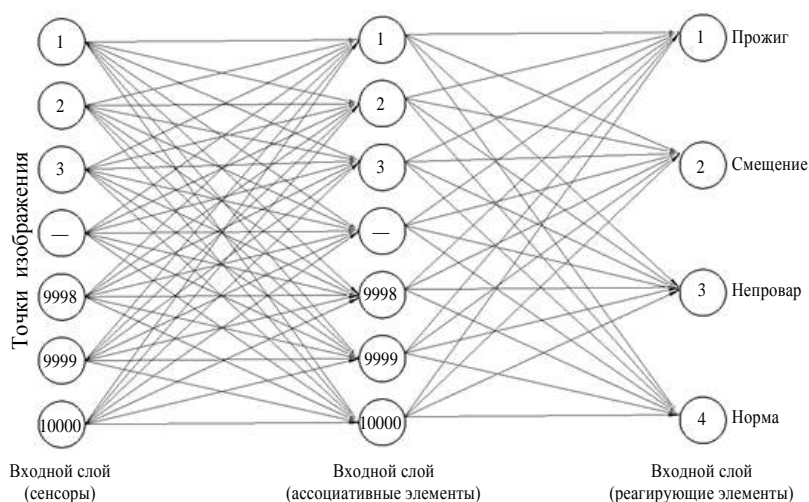 1 1 1 Прожиг
2 2
3 3 2 Смещение
— —
9998 9998 3 Непровар
9999 9999
10000 10000 4 Норма
Точки изображения
Входной слой
(сенсоры)
Входной слой
(ассоциативные элементы)
Входной слой
(реагирующие элементы)